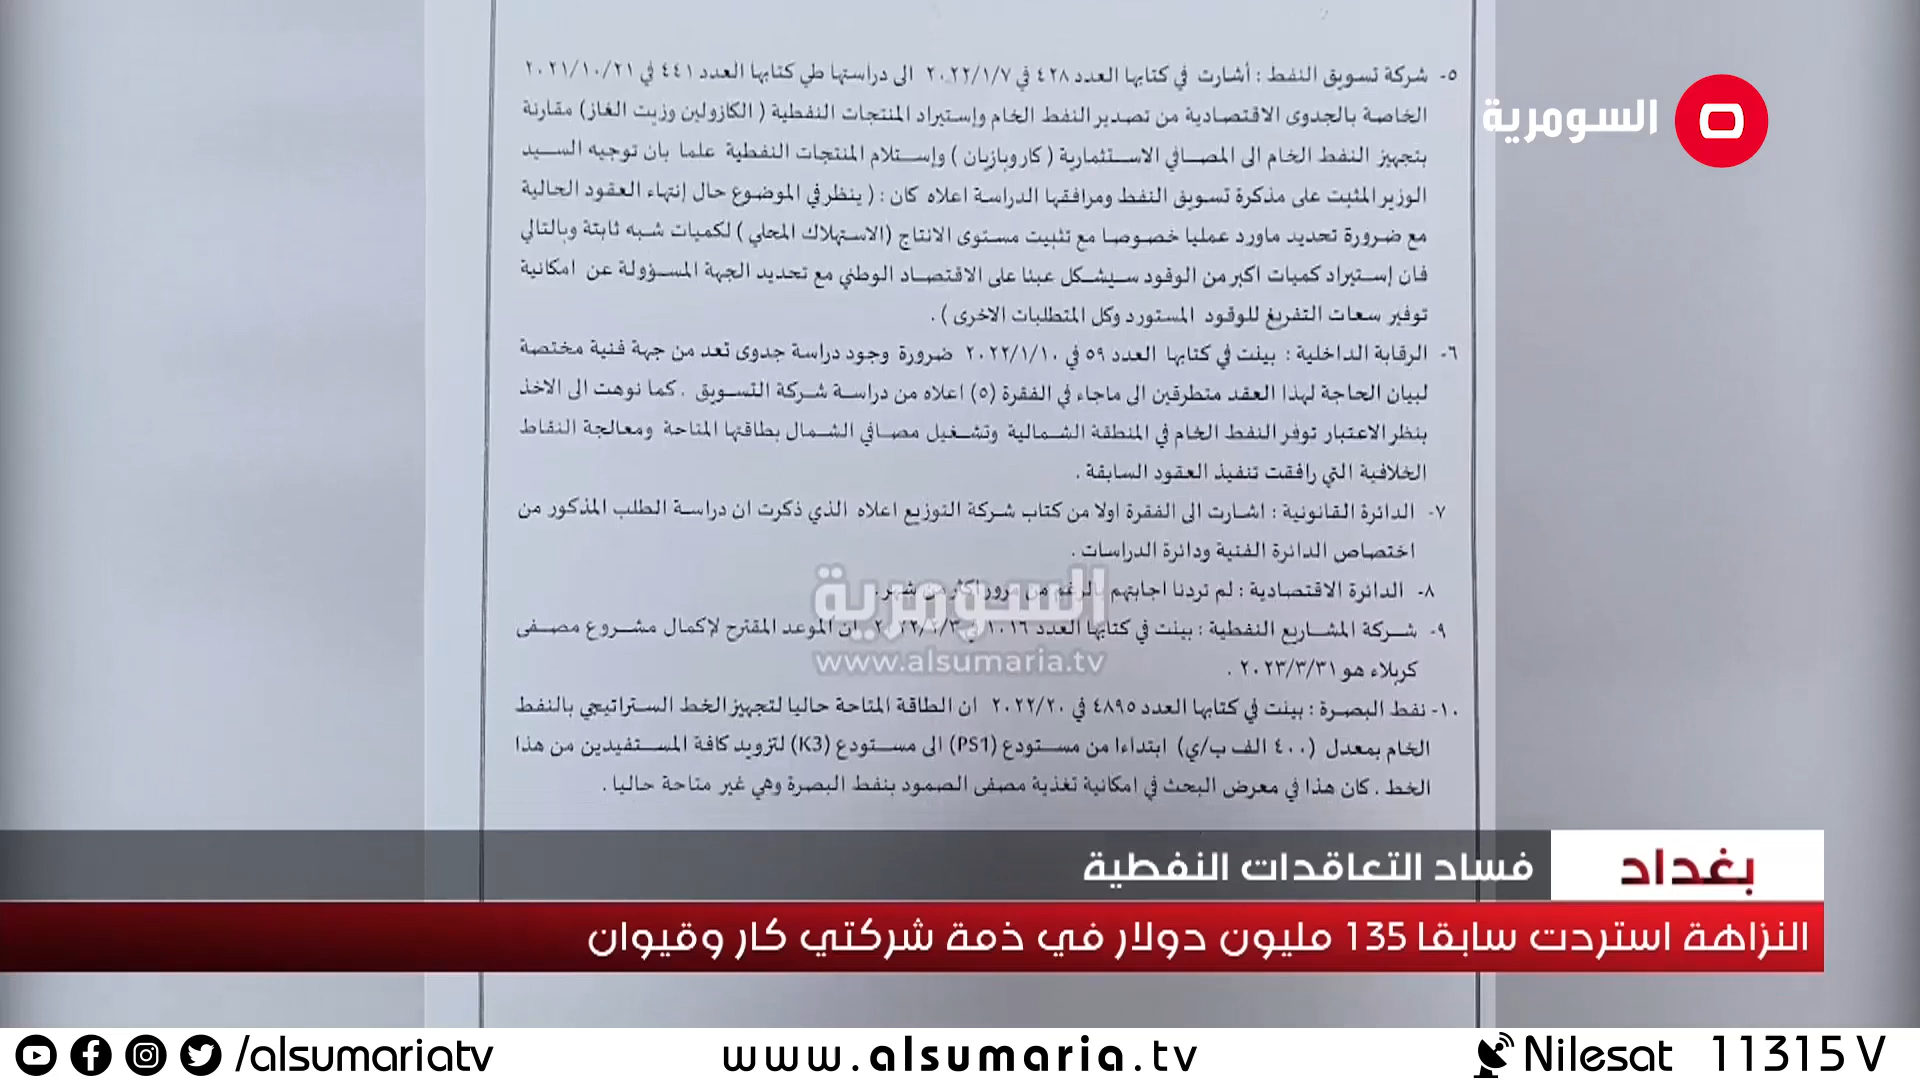 ٥- شركة تسويق النفط : أشارت في كتابها العدد ٤٢٨ في ٢٠٢٢/١/٧ الى دراستها طي كتابها العدد ٤٤١ في ٢٠٢١/١٠/٢١
الخاصة بالجدوى الاقتصادية من تصدير النفط الخام وإستيراد المنتجات النفطية ( الكازولين وزيت الغاز) مقارنة
بتجهيز النفط الخام الى المصافي الاستثمارية ( كار وبازيان ) وإستلام المنتجات النفطية علما بان توجيه السيد
الوزير المثبت على مذكرة تسويق النفط ومرافقها الدراسة اعلاه كان : ( ينظر في الموضوع حال إنتهاء العقود الحالية
مع ضرورة تحديد ماورد عمليا خصوصا مع تثبيت مستوى الانتاج (الاستهلاك المحلي ) لكميات شبه ثابتة وبالتالي
فان إستيراد كميات اكبر من الوقود سيشكل عبئا على الاقتصاد الوطني مع تحديد الجهة المسؤولة عن امكانية
توفير سعات التفريغ للوقود المستورد وكل المتطلبات الاخرى ) .
٦- الرقابة الداخلية : بينت في كتابها العدد ٥٩ في ٢٠٢٢/١/١٠ ضرورة وجود دراسة جدوى تعد من جهة فنية مختصة
لبيان الحاجة لهذا العقد متطرقين الى ماجاء في الفقرة (٥) اعلاه من دراسة شركة التسويق . كما نوهت الى الاخذ
بنظر الاعتبار توفر النفط الخام في المنطقة الشمالية وتشغيل مصافي الشمال بطاقتها المتاحة ومعالجة النقاط
الخلافية التي رافقت تنفيذ العقود السابقة .
٧- الدائرة القانونية : اشارت الى الفقرة اولا من كتاب شركة التوزيع اعلاه الذي ذكرت ان دراسة الطلب المذكور من
اختصاص الدائرة الفنية ودائرة الدراسات .
٨- الدائرة الاقتصادية : لم تردنا اجابتهم بالرغم من مرور اكثر من شهر .
٩- شركة المشاريع النفطية : بينت في كتابها العدد ١٠١٦ ان الموعد المقترح لإكمال مشروع مصفى
كربلاء هو ٢٠٢٣/٣/٣١ .
١٠- نفط البصرة : بينت في كتابها العدد ٤٨٩٥ في ٢٠٢٢/٢٠ ان الطاقة المتاحة حاليا لتجهيز الخط الستراتيجي بالنفط
الخام بمعدل (٤٠٠ الف ب/ي) ابتداءا من مستودع (PS1) الى مستودع (K3) لتزويد كافة المستفيدين من هذا
الخط . كان هذا في معرض البحث في امكانية تغذية مصفى الصمود بنفط البصرة وهي غير متاحة حاليا .
السومرية
السومرية
www.alsumaria.tv
بغداد
فساد التعاقدات النفطية
النزاهة استردت سابقا 135 مليون دولار في ذمة شركتي كار وقيوان
/alsumariatv
www.alsumaria.tv
Nilesat 11315 V